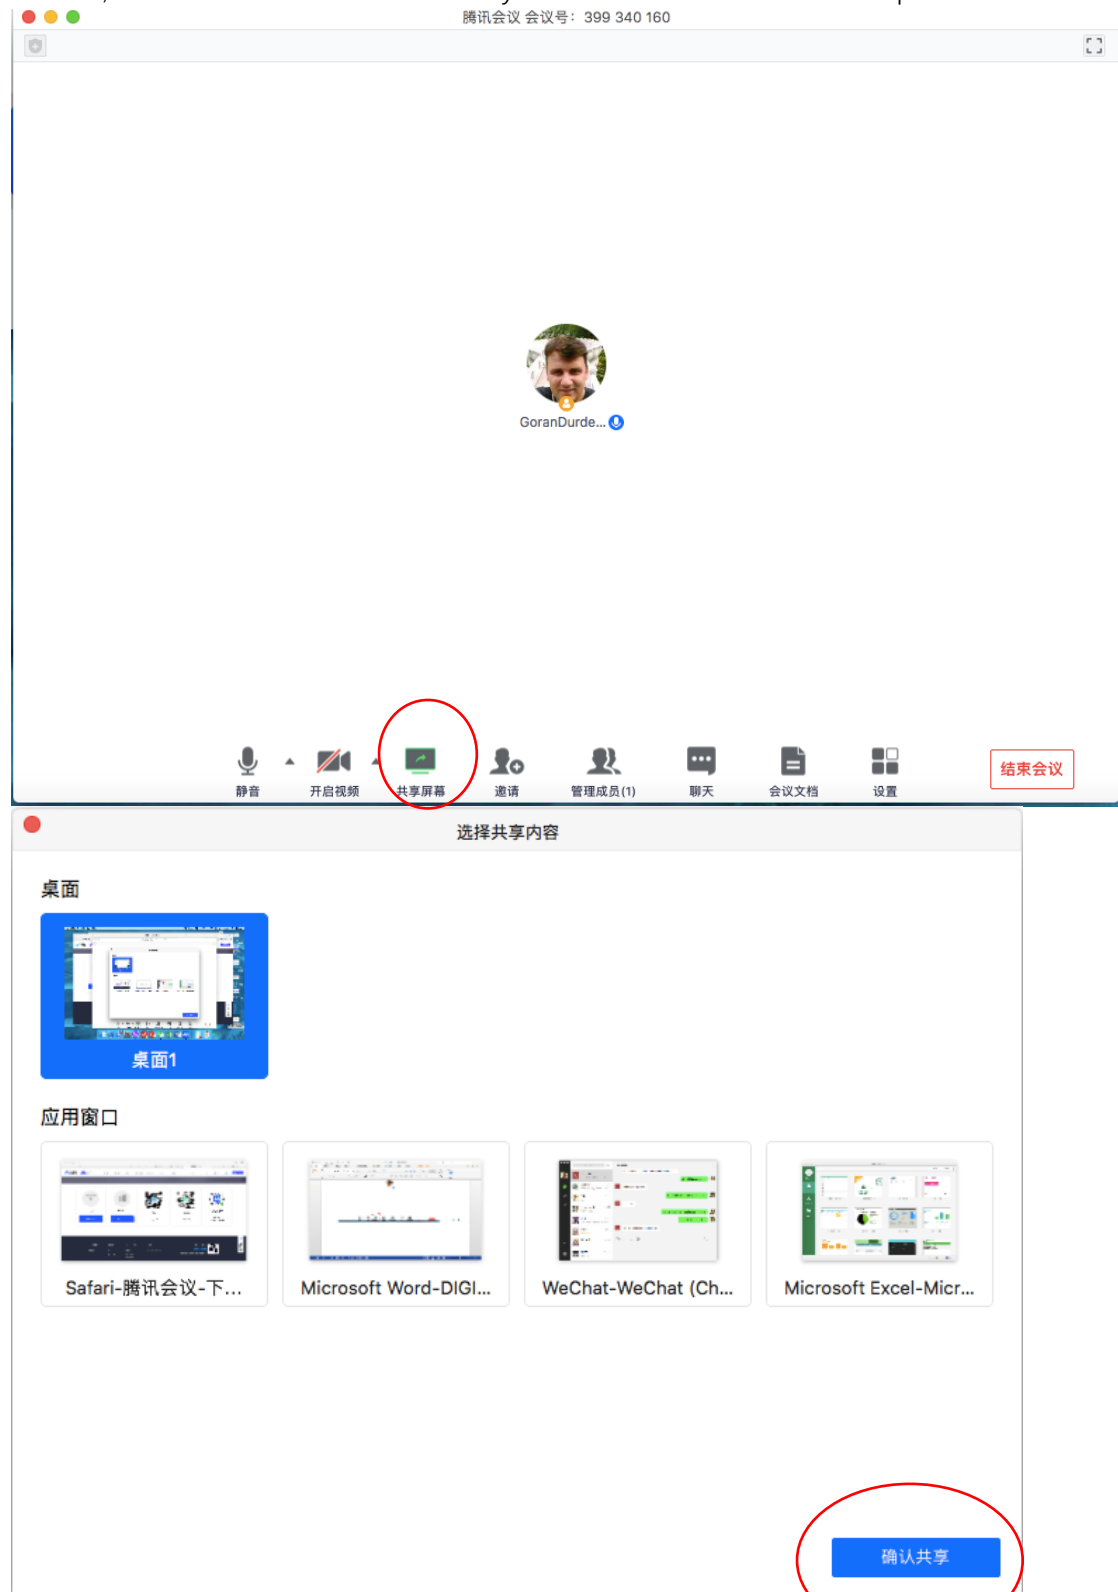 腾讯会议 会议号：399 340 160
GoranDurde...
静音
开启视频
共享屏幕
邀请
管理成员(1)
聊天
会议文档
设置
结束会议
选择共享内容
桌面
桌面1
应用窗口
Safari-腾讯会议-下...
Microsoft Word-DIGI...
WeChat-WeChat (Ch...
Microsoft Excel-Micr...
确认共享